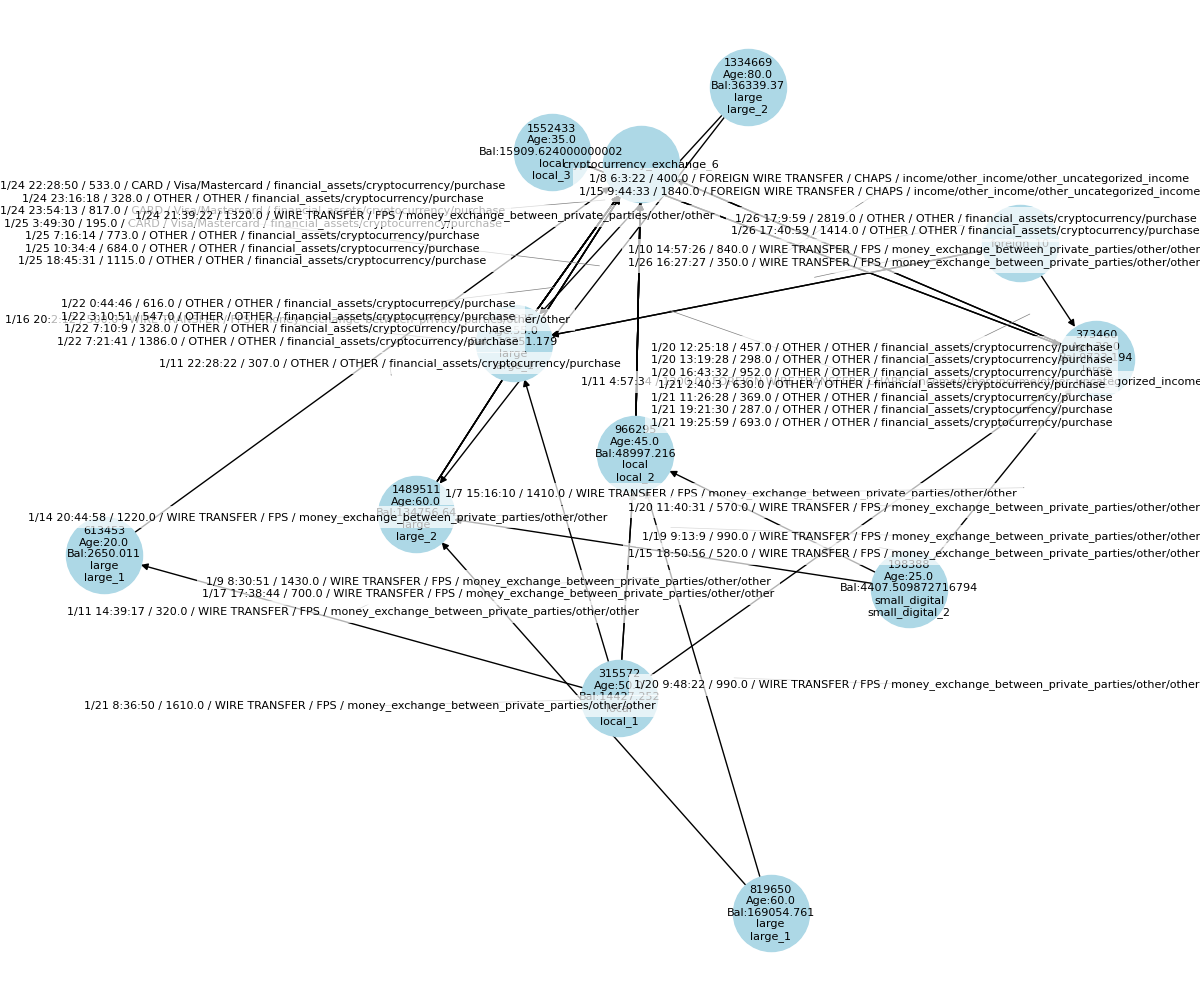 1334669
Age:80.0
Bal:36339.37
large
large_2
1552433
Age:35.0
Bal:15909.624000000002
local
local_3
cryptocurrency_exchange_6
1/8 6:3:22 / 400.0 / FOREIGN WIRE TRANSFER / CHAPS / income/other_income/other_uncategorized_income
1/15 9:44:33 / 1840.0 / FOREIGN WIRE TRANSFER / CHAPS / income/other_income/other_uncategorized_income
1/24 22:28:50 / 533.0 / CARD / Visa/Mastercard / financial_assets/cryptocurrency/purchase
1/24 23:16:18 / 328.0 / OTHER / OTHER / financial_assets/cryptocurrency/purchase
1/24 23:54:13 / 817.0 / CARD / Visa/Mastercard / financial_assets/cryptocurrency/purchase
1/25 3:49:30 / 195.0 / CARD / Visa/Mastercard / financial_assets/cryptocurrency/purchase
1/25 7:16:14 / 773.0 / OTHER / OTHER / financial_assets/cryptocurrency/purchase
1/25 10:34:4 / 684.0 / OTHER / OTHER / financial_assets/cryptocurrency/purchase
1/25 18:45:31 / 1115.0 / OTHER / OTHER / financial_assets/cryptocurrency/purchase
1/24 21:39:22 / 1320.0 / WIRE TRANSFER / FPS / money_exchange_between_private_parties/other/other
1/26 17:9:59 / 2819.0 / OTHER / OTHER / financial_assets/cryptocurrency/purchase
1/26 17:40:59 / 1414.0 / OTHER / OTHER / financial_assets/cryptocurrency/purchase
foreign_10
1/10 14:57:26 / 840.0 / WIRE TRANSFER / FPS / money_exchange_between_private_parties/other
1/26 16:27:27 / 350.0 / WIRE TRANSFER / FPS / money_exchange_between_private_parties/other
1/22 0:44:46 / 616.0 / OTHER / OTHER / financial_assets/cryptocurrency/purchase
1/22 3:10:51 / 547.0 / OTHER / OTHER / financial_assets/cryptocurrency/purchase
1/22 7:10:9 / 328.0 / OTHER / OTHER / financial_assets/cryptocurrency/purchase
1/22 7:21:41 / 1386.0 / OTHER / OTHER / financial_assets/cryptocurrency/purchase
1/16 20:
other/other
1.179
large
1/11 22:28:22 / 307.0 / OTHER / OTHER / financial_assets/cryptocurrency/purchase
373460
194
large
1/20 12:25:18 / 457.0 / OTHER / OTHER / financial_assets/cryptocurrency/purchase
1/20 13:19:28 / 298.0 / OTHER / OTHER / financial_assets/cryptocurrency/purchase
1/20 16:43:32 / 952.0 / OTHER / OTHER / financial_assets/cryptocurrency/purchase
1/21 2:40:3 / 630.0 / OTHER / OTHER / financial_assets/cryptocurrency/purchase
1/21 11:26:28 / 369.0 / OTHER / OTHER / financial_assets/cryptocurrency/purchase
1/21 19:21:30 / 287.0 / OTHER / OTHER / financial_assets/cryptocurrency/purchase
1/21 19:25:59 / 693.0 / OTHER / OTHER / financial_assets/cryptocurrency/purchase
1/11 4:57:34
Age:45.0
Bal:48997.216
local
local_2
1489511
Age:60.0
Bal:134756.64
large
large_2
1/7 15:16:10 / 1410.0 / WIRE TRANSFER / FPS / money_exchange_between_private_parties/other/other
1/20 11:40:31 / 570.0 / WIRE TRANSFER / FPS / money_exchange_between_private_parties/other
1/14 20:44:58 / 1220.0 / WIRE TRANSFER / FPS / money_exchange_between_private_parties/other/other
1/19 9:13:9 / 990.0 / WIRE TRANSFER / FPS / money_exchange_between_private_parties/other
1/15 18:50:56 / 520.0 / WIRE TRANSFER / FPS / money_exchange_between_private_parties/other
613453
Age:20.0
Bal:2650.011
large
large_1
198388
Age:25.0
Bal:4407.509872716794
small_digital
small_digital_2
1/9 8:30:51 / 1430.0 / WIRE TRANSFER / FPS / money_exchange_between_private_parties/other/other
1/17 17:38:44 / 700.0 / WIRE TRANSFER / FPS / money_exchange_between_private_parties/other/other
1/11 14:39:17 / 320.0 / WIRE TRANSFER / FPS / money_exchange_between_private_parties/other/other
315572
local
local_1
1/20 9:48:22 / 990.0 / WIRE TRANSFER / FPS / money_exchange_between_private_parties/other/other
1/21 8:36:50 / 1610.0 / WIRE TRANSFER / FPS / money_exchange_between_private_parties/other/other
819650
Age:60.0
Bal:169054.761
large
large_1